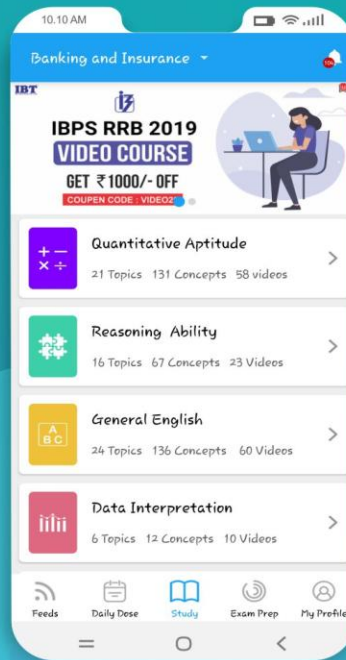 10.10 AM
Banking and Insurance
IBT
IBPS RRB 2019
VIDEO COURSE
GET ₹1000/- OFF
COUPEN CODE : VIDEO2
+ −
× ÷
Quantitative Aptitude
21 Topics 131 Concepts 58 videos
Reasoning Ability
16 Topics 67 Concepts 23 Videos
A
B C
General English
24 Topics 136 Concepts 60 Videos
Data Interpretation
6 Topics 12 Concepts 10 Videos
Feeds Daily Dose Study Exam Prep My Profile